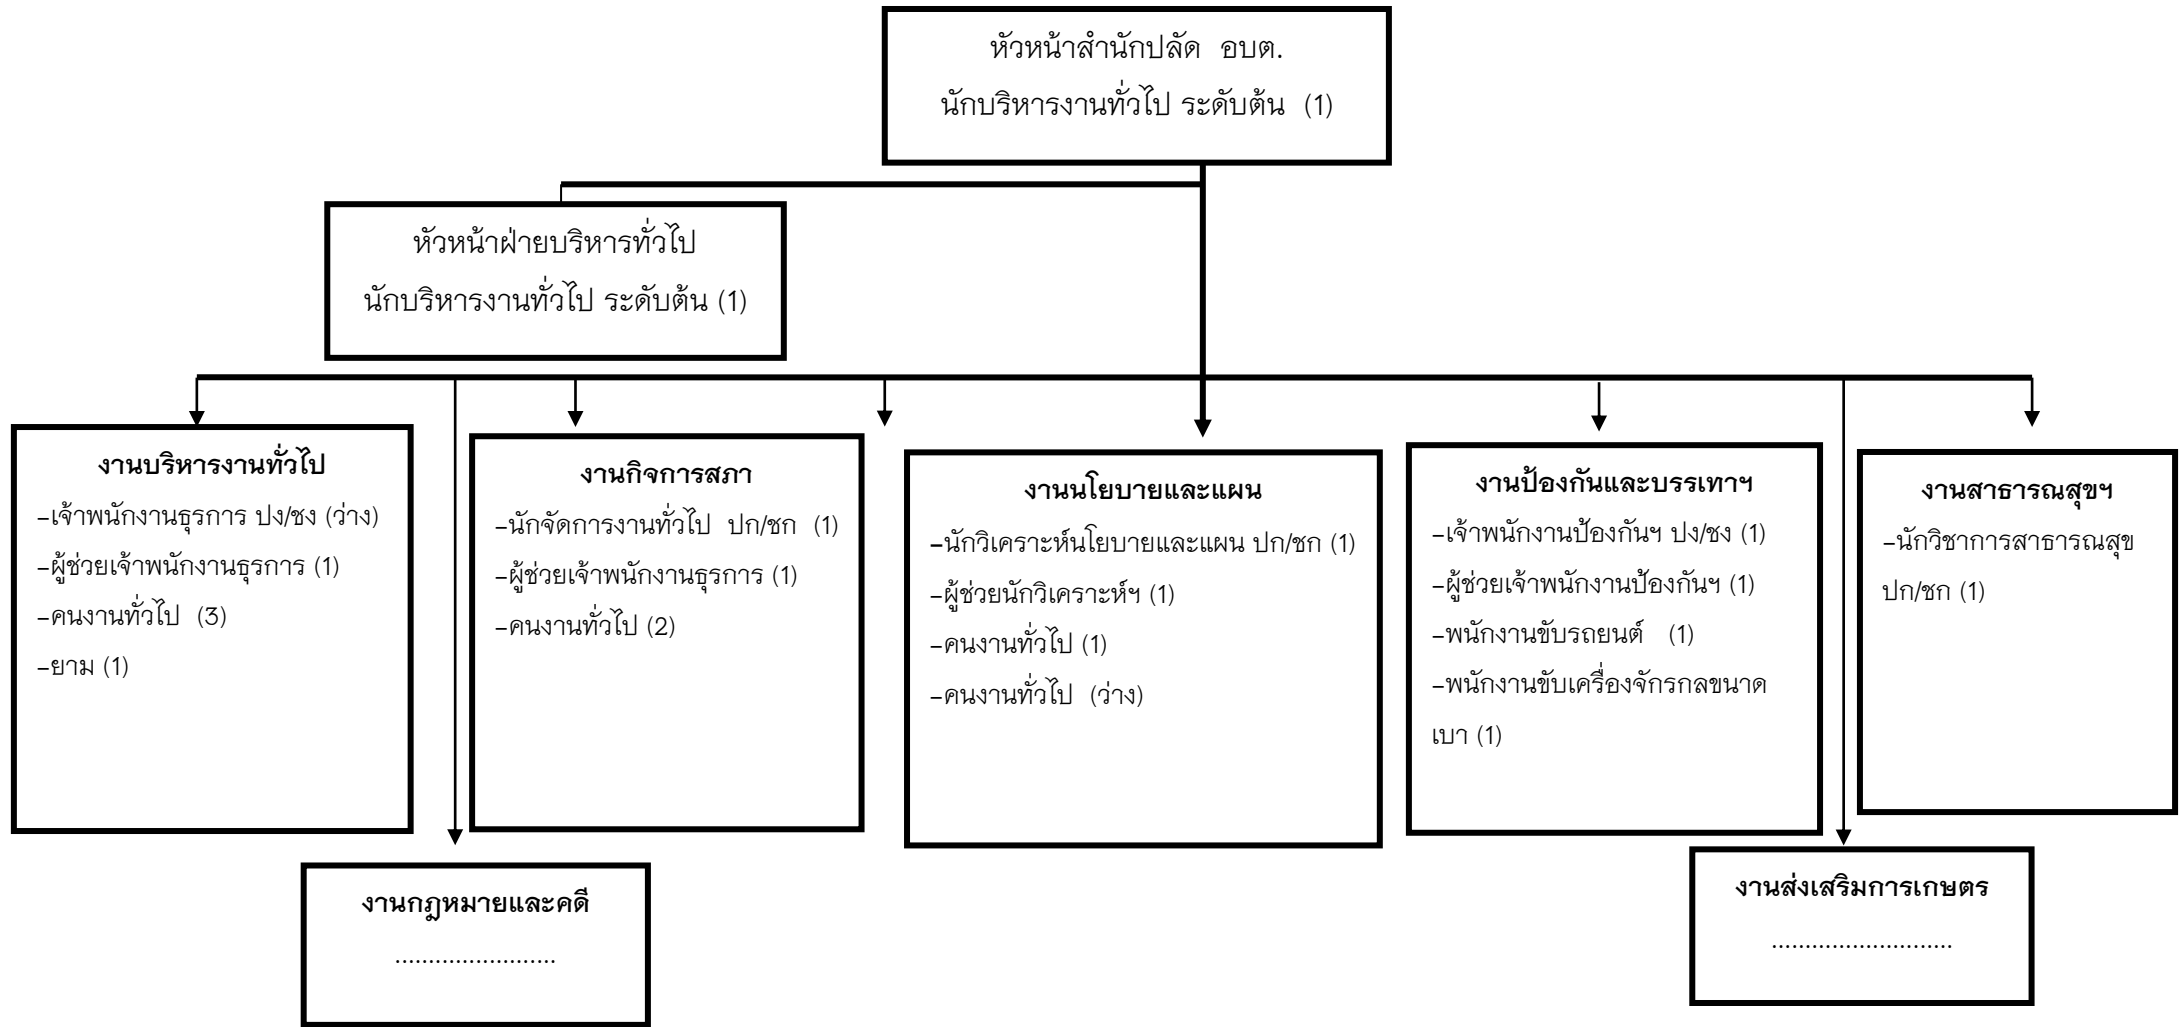 หัวหน้าสำนักปลัด อบต.
นักบริหารงานทั่วไป ระดับต้น (1)
หัวหน้าฝ่ายบริหารทั่วไป
นักบริหารงานทั่วไป ระดับต้น (1)
งานบริหารงานทั่วไป
-เจ้าพนักงานธุรการ ปง/ชง (ว่าง)
-ผู้ช่วยเจ้าพนักงานธุรการ (1)
-คนงานทั่วไป (3)
-ยาม (1)
งานกิจการสภา
-นักจัดการงานทั่วไป ปก/ชก (1)
-ผู้ช่วยเจ้าพนักงานธุรการ (1)
-คนงานทั่วไป (2)
งานนโยบายและแผน
-นักวิเคราะห์นโยบายและแผน ปก/ชก (1)
-ผู้ช่วยนักวิเคราะห์ฯ (1)
-คนงานทั่วไป (1)
-คนงานทั่วไป (ว่าง)
งานป้องกันและบรรเทาฯ
-เจ้าพนักงานป้องกันฯ ปง/ชง (1)
-ผู้ช่วยเจ้าพนักงานป้องกันฯ (1)
-พนักงานขับรถยนต์ (1)
-พนักงานขับเครื่องจักรกลขนาด
เบา (1)
งานสาธารณสุขฯ
-นักวิชาการสาธารณสุข
ปก/ชก (1)
งานกฎหมายและคดี
........................
งานส่งเสริมการเกษตร
...........................